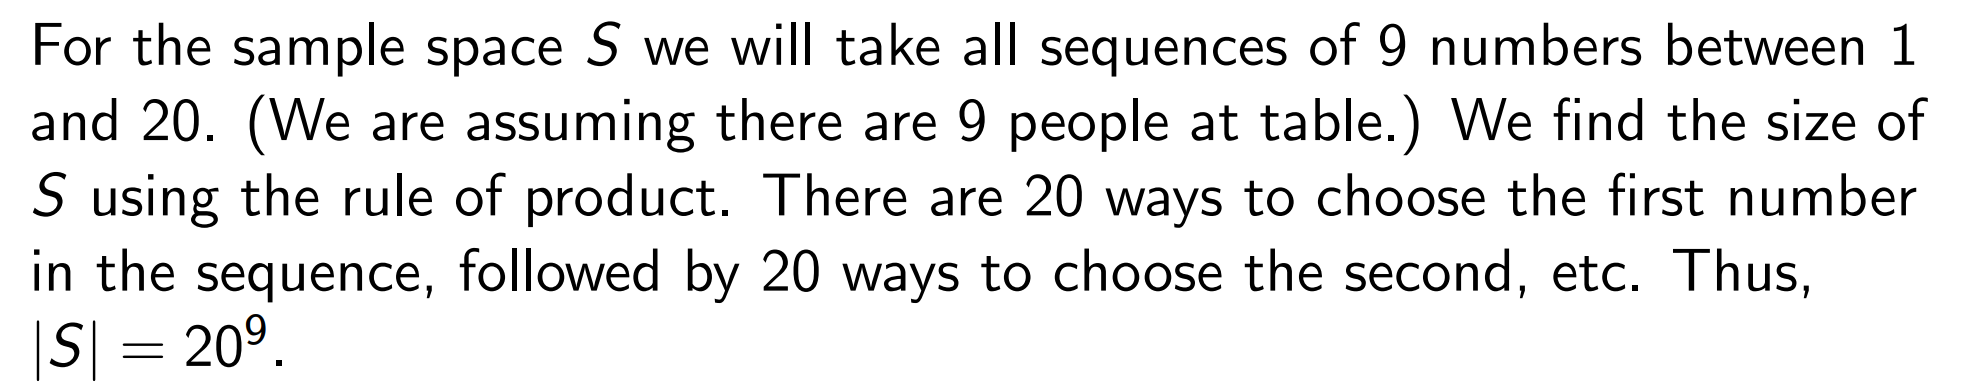 For the sample space S we will take all sequences of 9 numbers between 1
and 20. (We are assuming there are 9 people at table.) We find the size of
S using the rule of product. There are 20 ways to choose the first number
in the sequence, followed by 20 ways to choose the second, etc. Thus,
|S| = 20⁹.